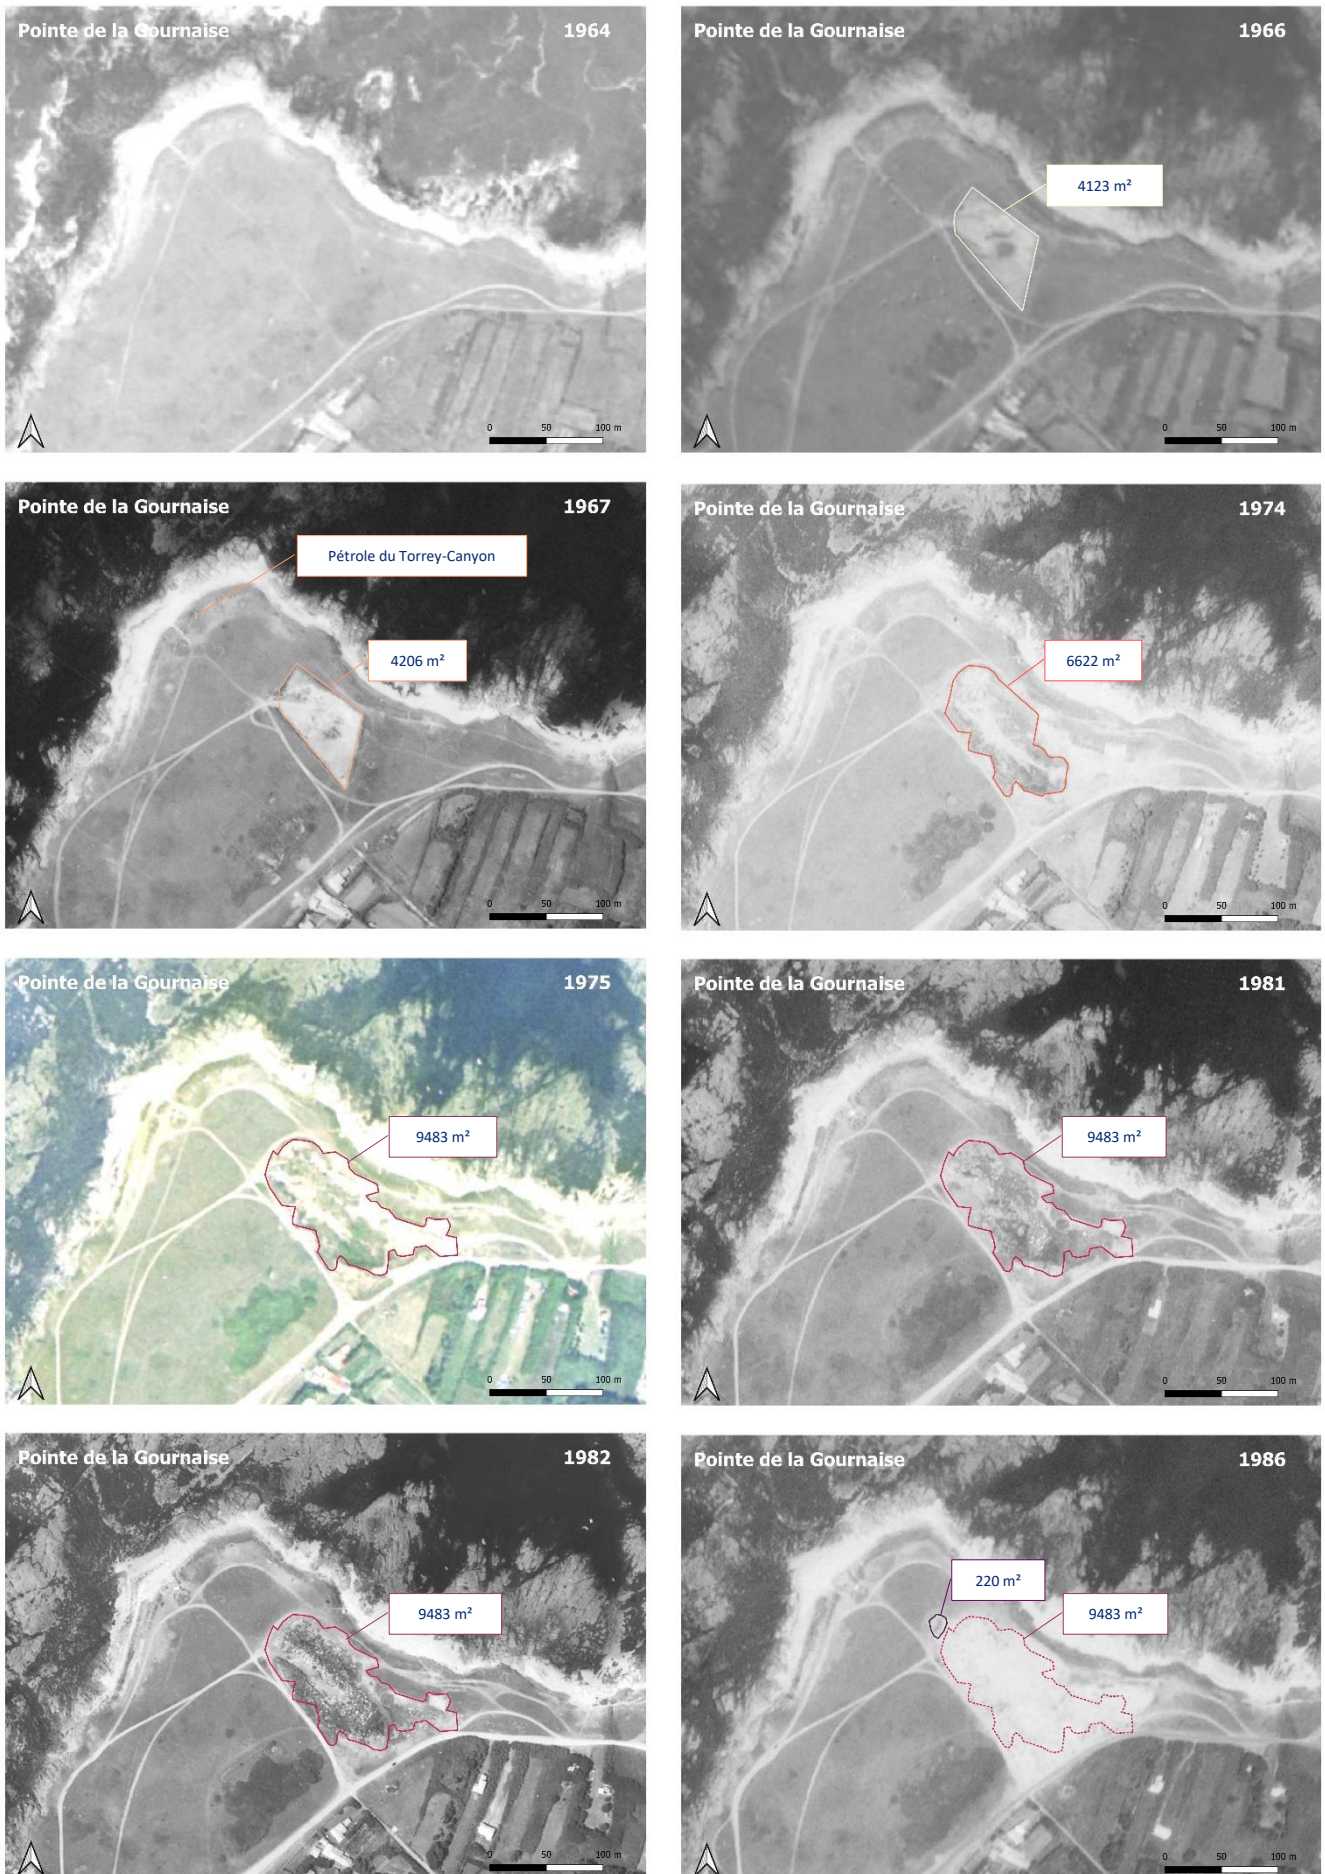 Pointe de la Gournaise 1964
0 50 100 m
Pointe de la Gournaise 1966
4123 m²
0 50 100 m
Pointe de la Gournaise 1967
Pétrole du Torrey-Canyon
4206 m²
0 50 100 m
Pointe de la Gournaise 1974
6622 m²
0 50 100 m
Pointe de la Gournaise 1975
9483 m²
0 50 100 m
Pointe de la Gournaise 1981
9483 m²
0 50 100 m
Pointe de la Gournaise 1982
9483 m²
0 50 100 m
Pointe de la Gournaise 1986
220 m²
9483 m²
0 50 100 m